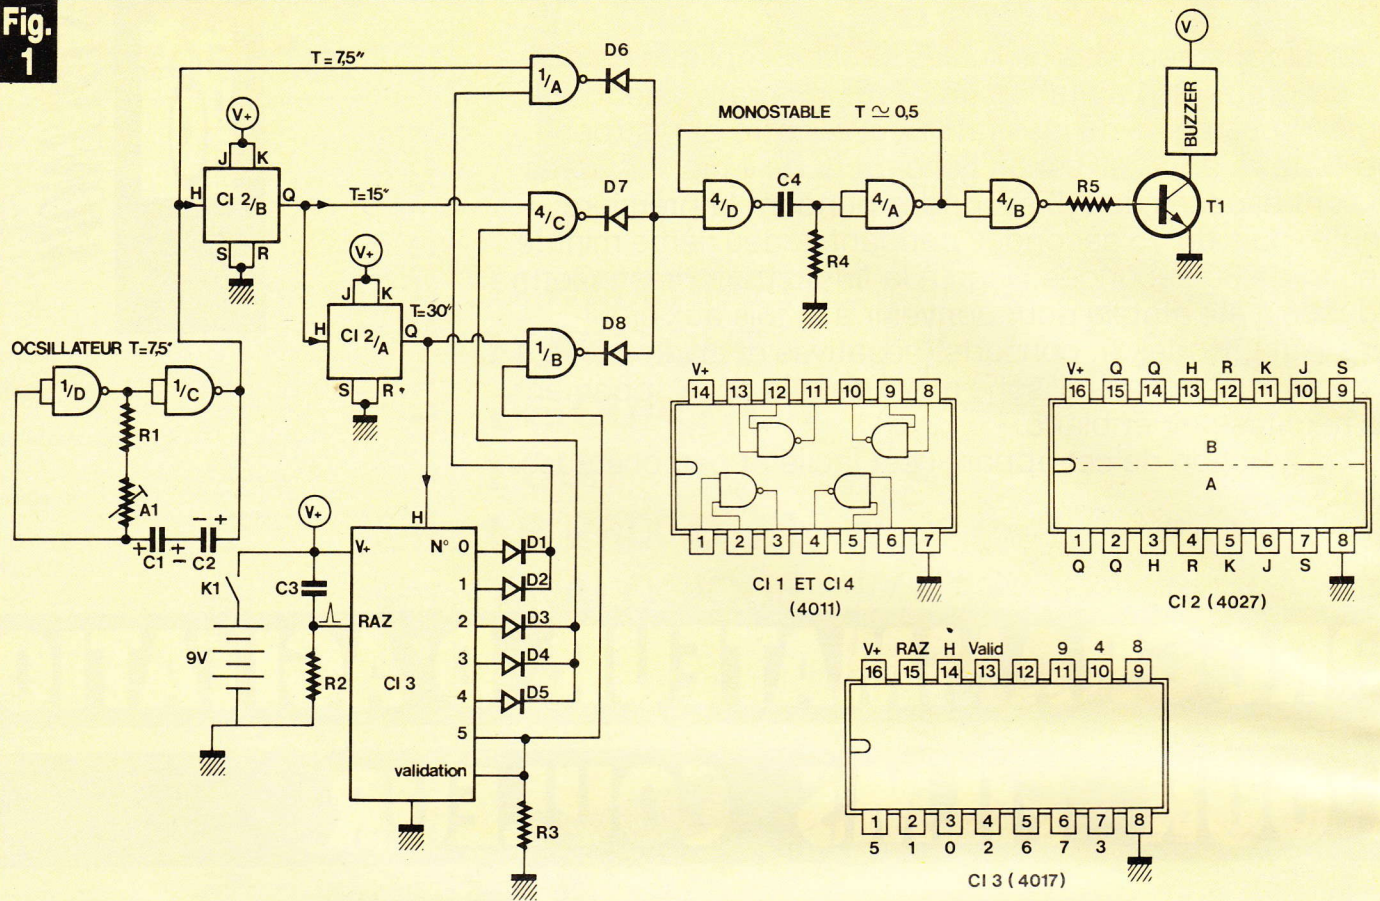 Fig.
1
T = 7,5"
1/A
D6
V+
J K
H CI 2/B Q
S R
T=15"
4/C
D7
MONOSTABLE T ≃ 0,5
4/D
C4
R4
4/A
4/B
R5
T1
BUZZER
V
V+
J K
H CI 2/A Q
S R
T=30"
1/B
D8
OCSILLATEUR T=7,5"
1/D
1/C
R1
A1
+ C1 + − C2
− +
V+
K1
9V
C3
R2
H
V+
RAZ
CI 3
N° 0
1
2
3
4
5
validation
D1
D2
D3
D4
D5
R3
V+
14 13 12 11 10 9 8
1 2 3 4 5 6 7
CI 1 ET CI 4
(4011)
V+ Q Q H R K J S
16 15 14 13 12 11 10 9
B
A
1 2 3 4 5 6 7 8
Q Q H R K J S
CI 2 (4027)
V+ RAZ H Valid 9 4 8
16 15 14 13 12 11 10 9
1 2 3 4 5 6 7 8
5 1 0 2 6 7 3
CI 3 (4017)